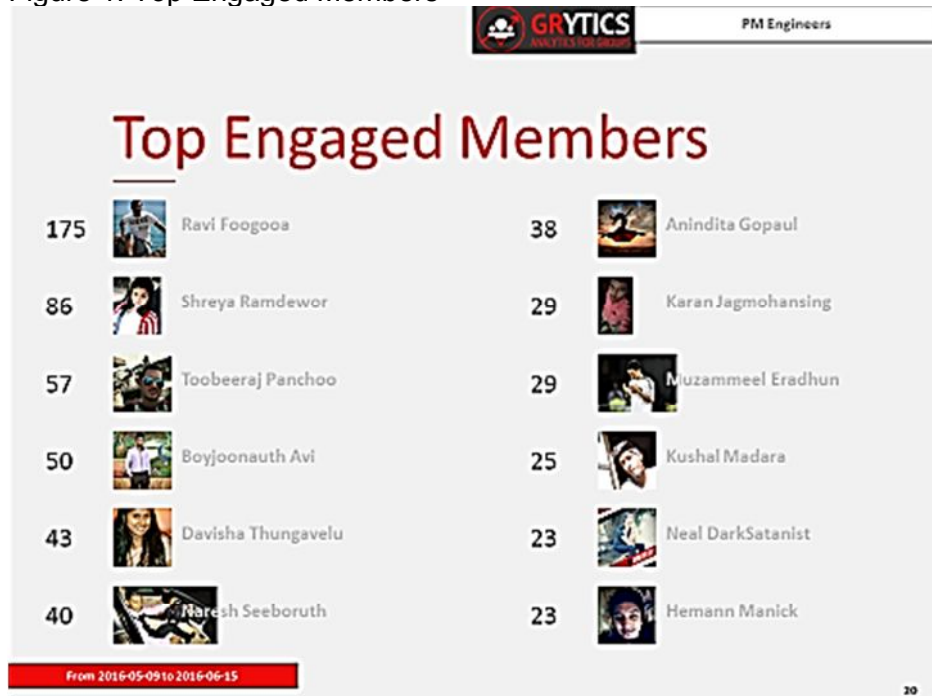 Figure 1: Top Engaged Members
GRYTICS
ANALYTICS FOR GROUPS
PM Engineers
Top Engaged Members
175 Ravi Foogooa
86 Shreya Ramdewor
57 Toobeeraj Panchoo
50 Boyjoonauth Avi
43 Davisha Thungavelu
40 Naresh Seeboruth
38 Anindita Gopaul
29 Karan Jagmohansing
29 Muzammeel Eradhun
25 Kushal Madara
23 Neal DarkSatanist
23 Hemann Manick
From 2016-05-09 to 2016-06-15
20